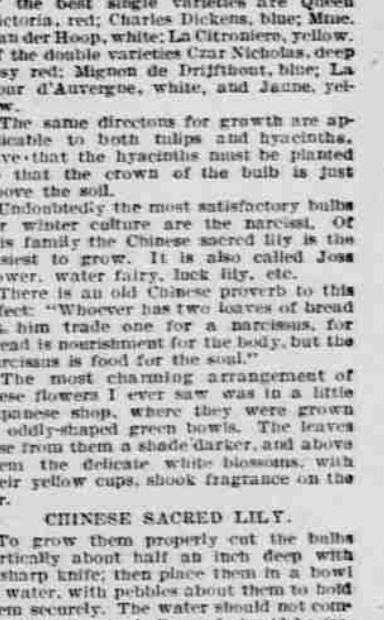 the best single varieties are Queen
ictoria, red; Charles Dickens, blue; Mme.
an der Hoop, white; La Citroniere, yellow.
f the double varieties Czar Nicholas, deep
sy red; Mignon de Drijfthout, blue; La
our d'Auvergne, white, and Jaune, yel-
w.
The same directons for growth are ap-
licable to both tulips and hyacinths,
ve that the hyacinths must be planted
that the crown of the bulb is just
bove the soil.
Undoubtedly the most satisfactory bulbs
r winter culture are the narcissi. Of
is family the Chinese sacred lily is the
siest to grow. It is also called Joss
ower, water fairy, luck lily, etc.
There is an old Chinese proverb to this
fect: "Whoever has two loaves of bread
him trade one for a narcissus, for
ead is nourishment for the body, but the
rcissus is food for the soul."
The most charming arrangement of
ese flowers I ever saw was in a little
panese shop, where they were grown
oddly-shaped green bowls. The leaves
se from them a shade darker, and above
em the delicate white blossoms, with
eir yellow cups, shook fragrance on the
r.
CHINESE SACRED LILY.
To grow them properly cut the bulbs
rtically about half an inch deep with
sharp knife; then place them in a bowl
water, with pebbles about them to hold
em securely. The water should not com-